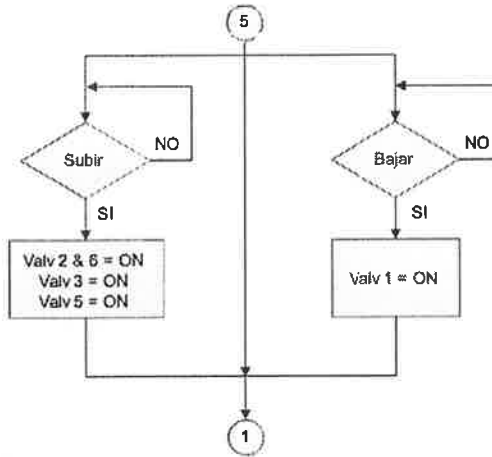 5
NO
Subir
SI
Valv 2 & 6 = ON
Valv 3 = ON
Valv 5 = ON
NO
Bajar
SI
Valv 1 = ON
1